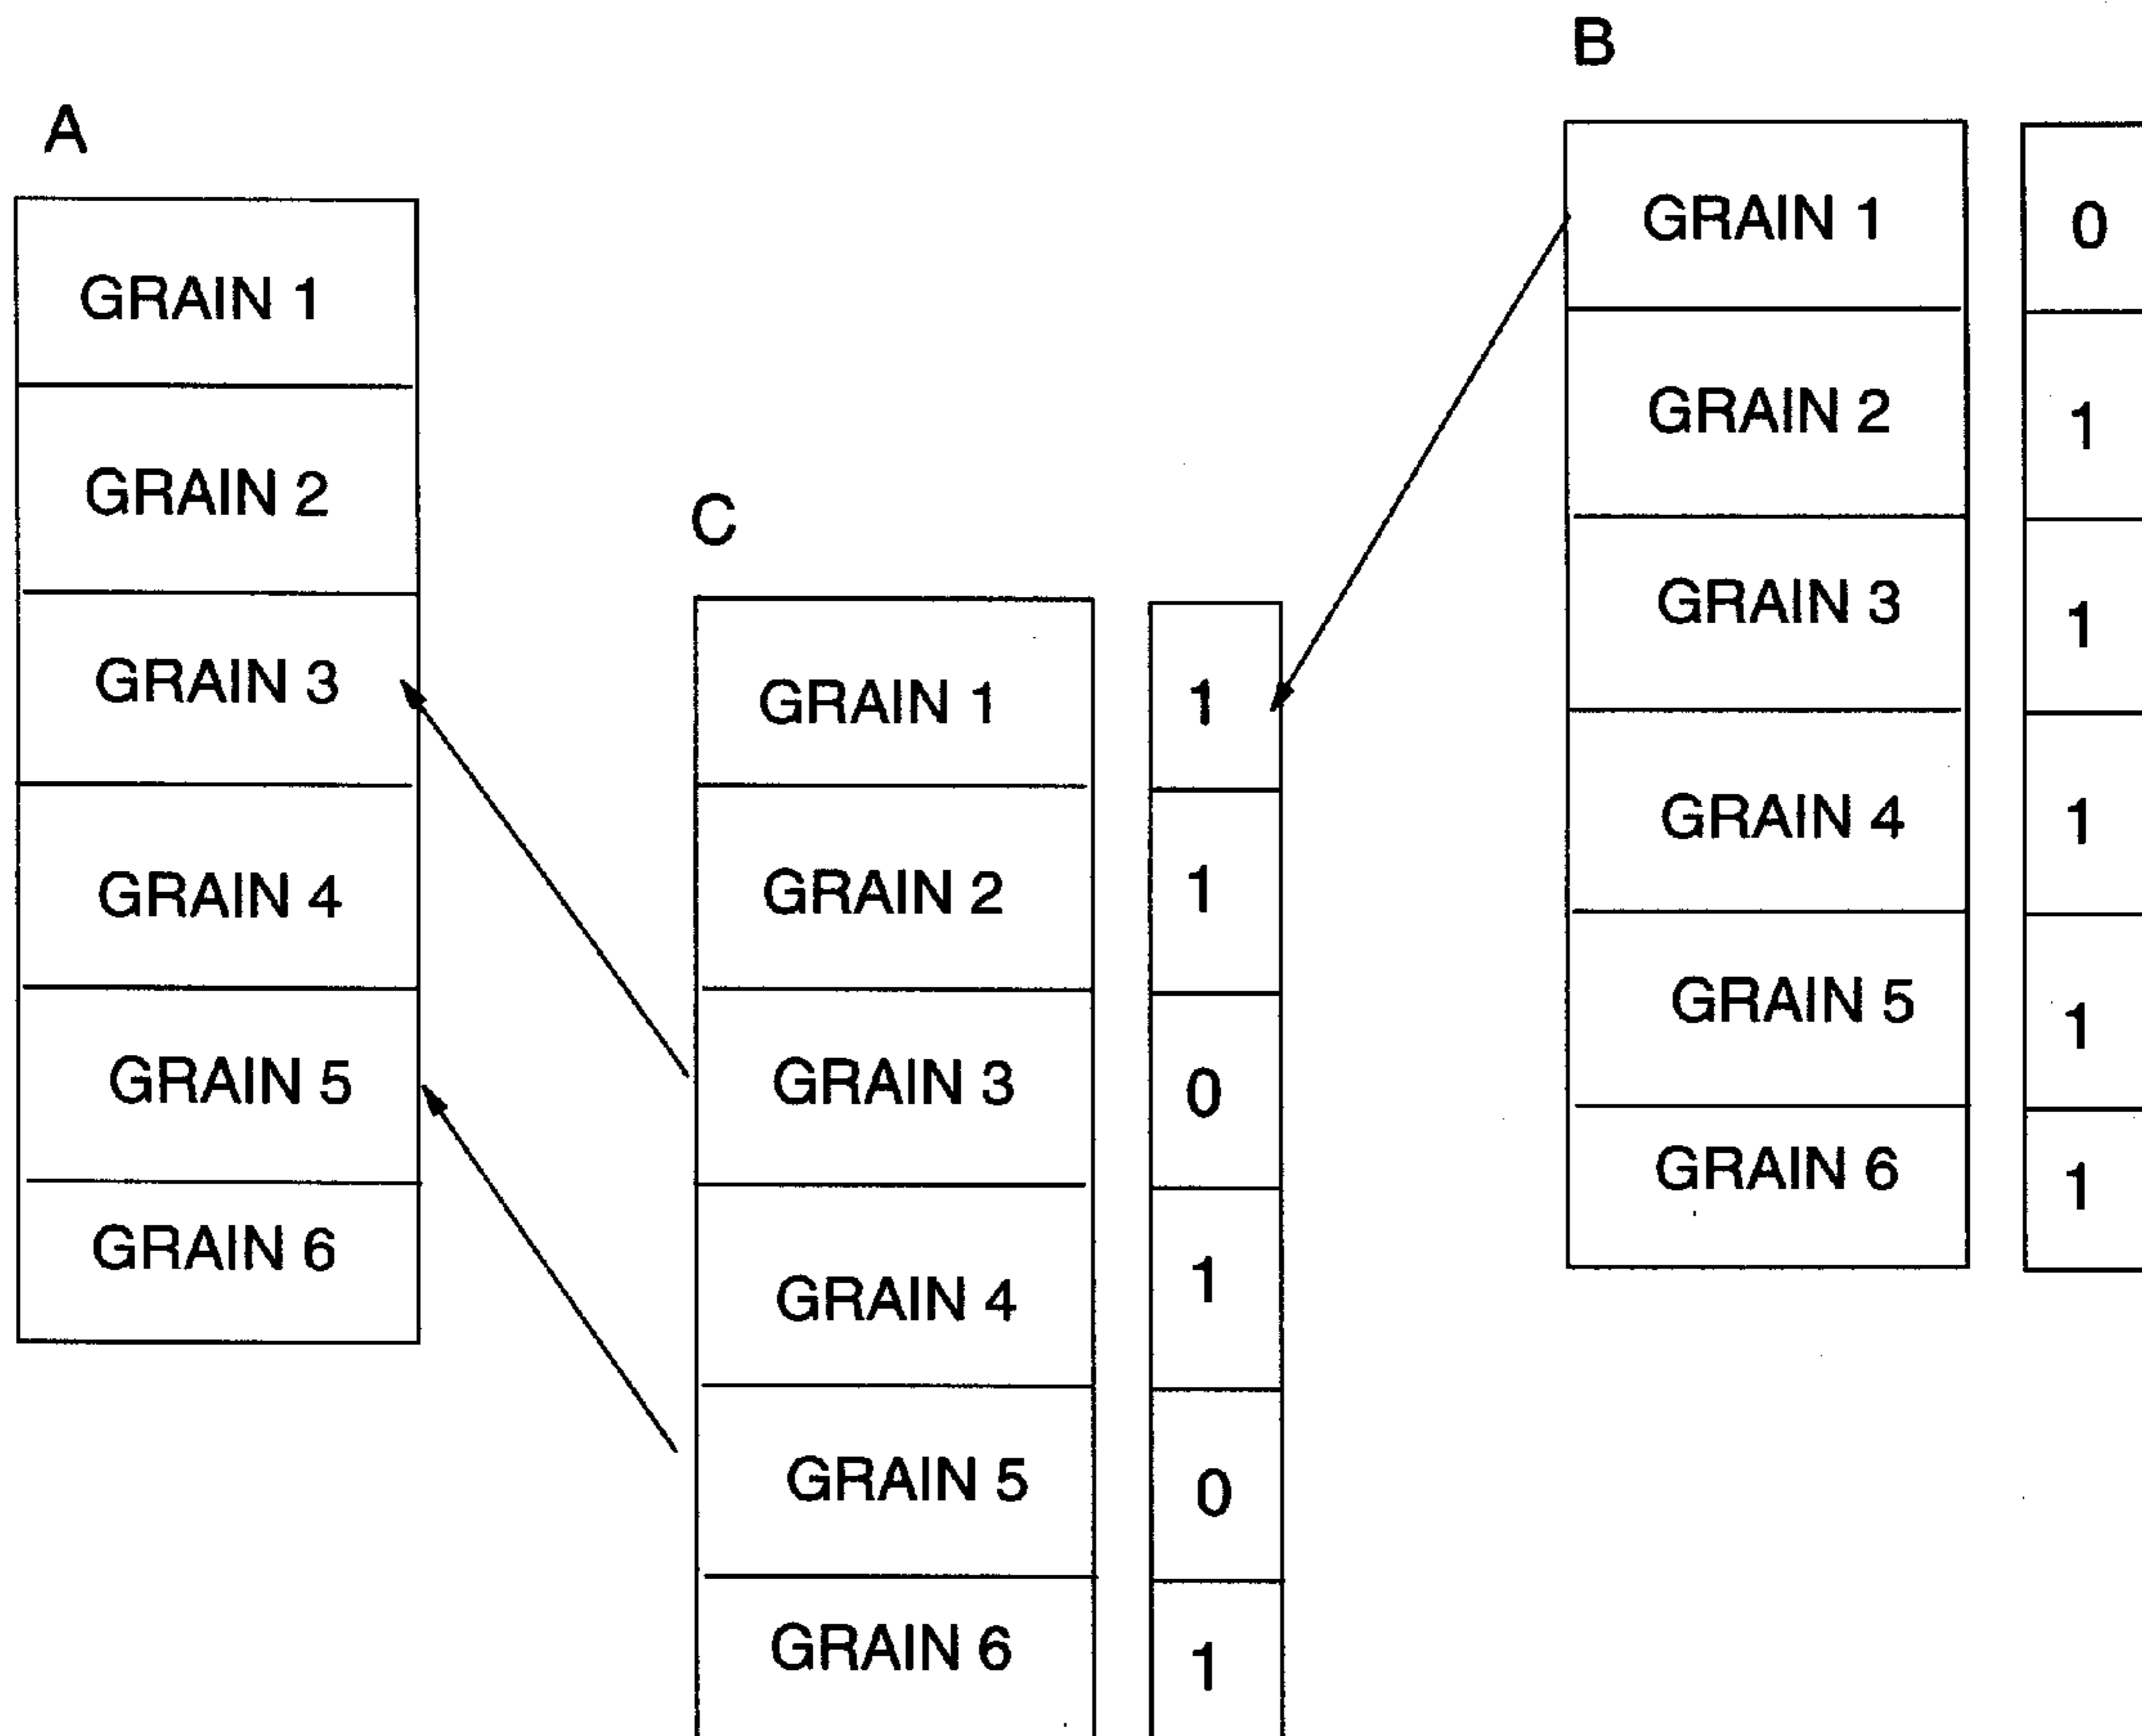 A
GRAIN 1
GRAIN 2
GRAIN 3
GRAIN 4
GRAIN 5
GRAIN 6
C
GRAIN 1 1
GRAIN 2 1
GRAIN 3 0
GRAIN 4 1
GRAIN 5 0
GRAIN 6 1
B
GRAIN 1 0
GRAIN 2 1
GRAIN 3 1
GRAIN 4 1
GRAIN 5 1
GRAIN 6 1